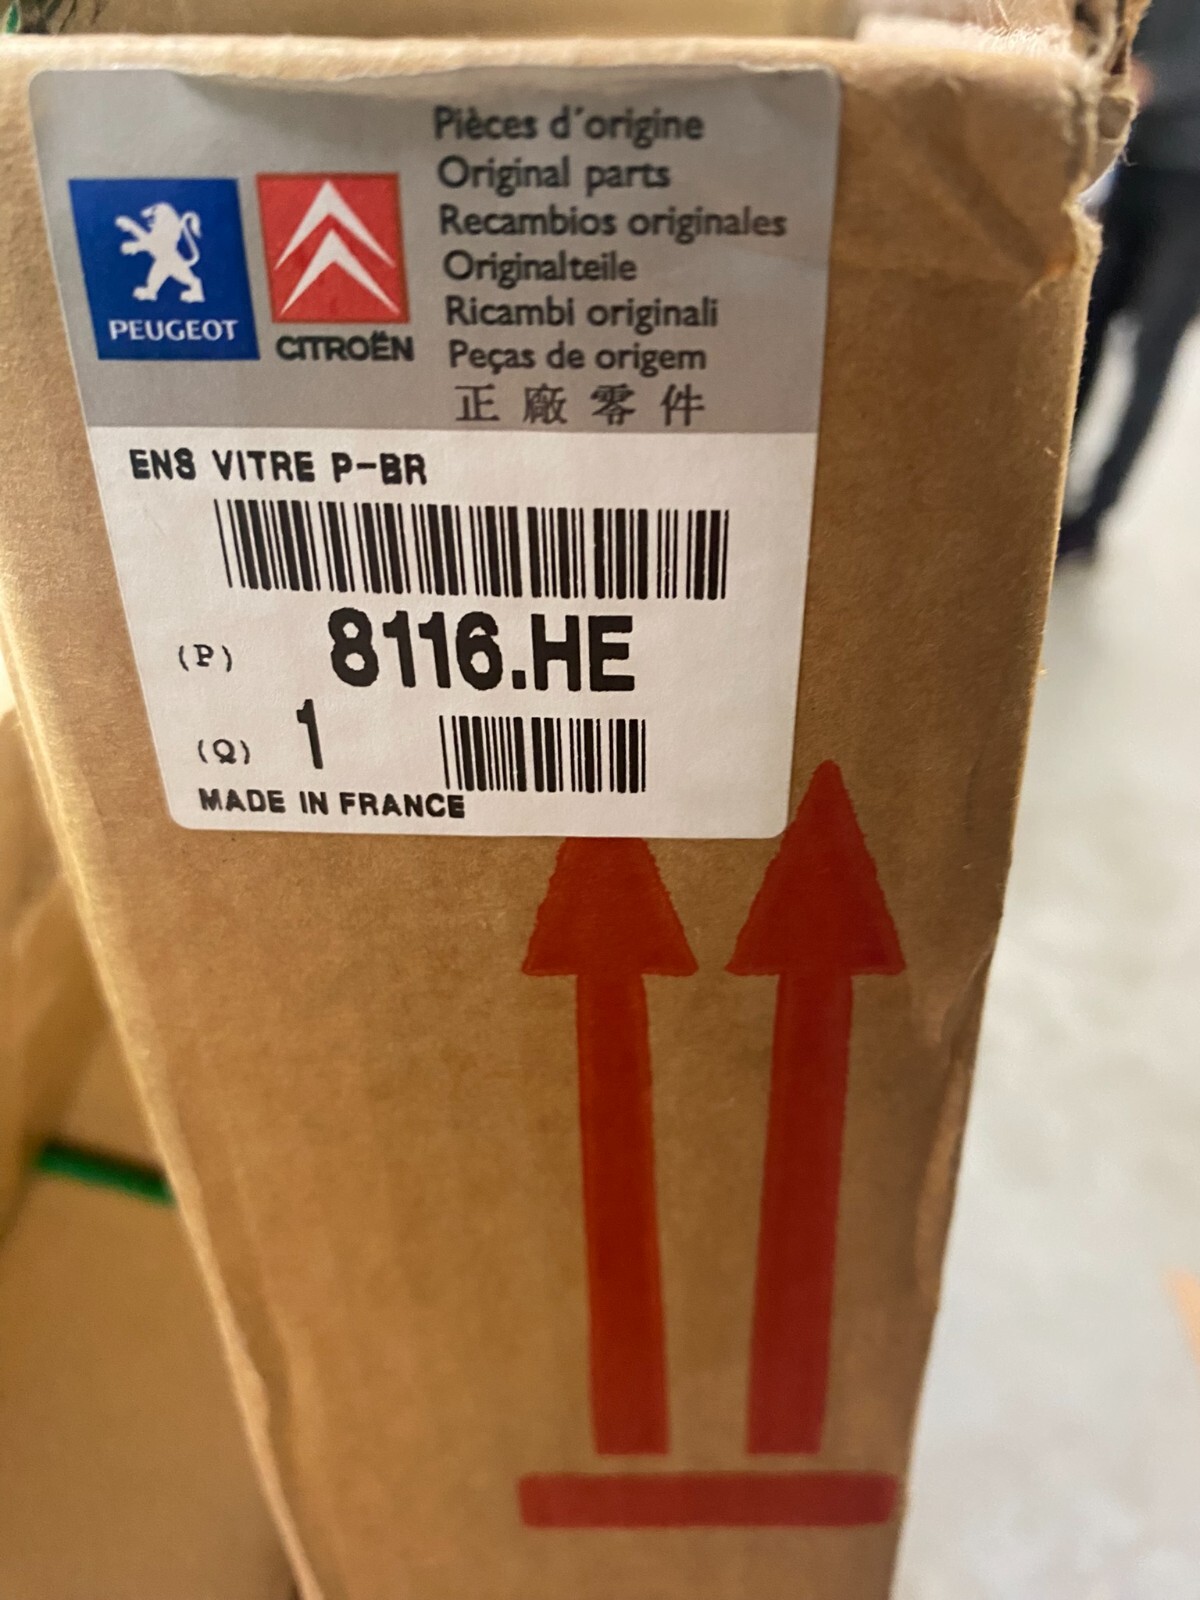 Pièces d'origine
Original parts
Recambios originales
Originalteile
Ricambi originali
Peças de origem
正廠零件
PEUGEOT
CITROËN
ENS VITRE P-BR
(P) 8116.HE
(Q) 1
MADE IN FRANCE